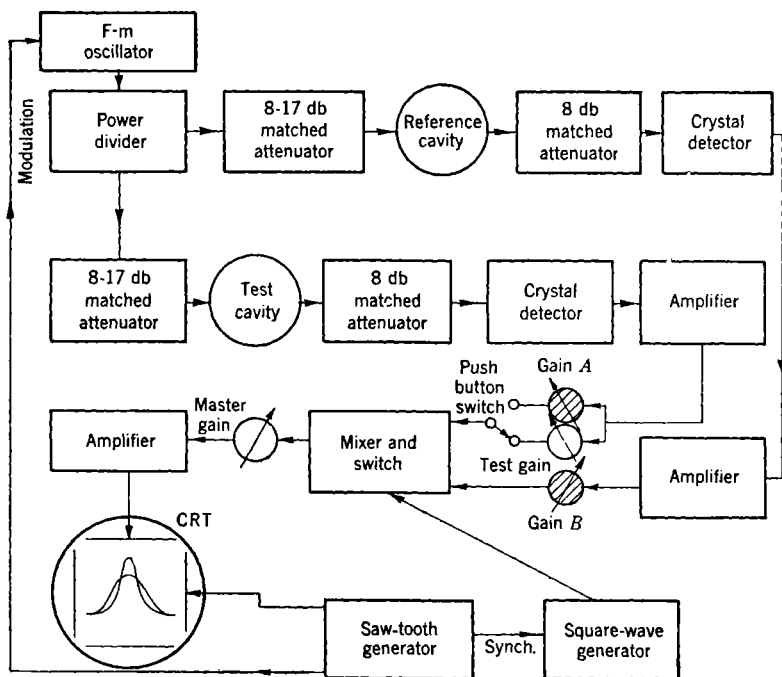 F-m
oscillator
Modulation
Power
divider
8-17 db
matched
attenuator
Reference
cavity
8 db
matched
attenuator
Crystal
detector
8-17 db
matched
attenuator
Test
cavity
8 db
matched
attenuator
Crystal
detector
Amplifier
Push
button
switch
Gain A
Master
gain
Amplifier
Mixer and
switch
Test gain
Gain B
Amplifier
CRT
Saw-tooth
generator
Synch.
Square-wave
generator